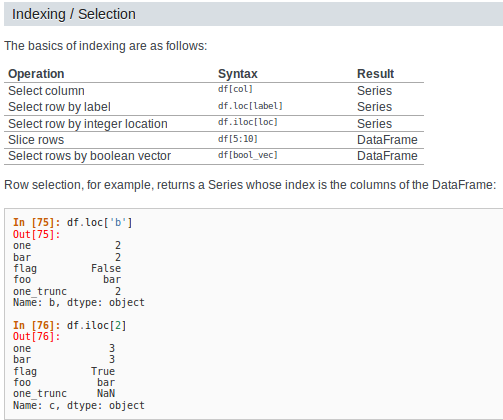 Indexing / Selection
The basics of indexing are as follows:
Operation Syntax Result
Select column df[col] Series
Select row by label df.loc[label] Series
Select row by integer location df.iloc[loc] Series
Slice rows df[5:10] DataFrame
Select rows by boolean vector df[bool_vec] DataFrame
Row selection, for example, returns a Series whose index is the columns of the DataFrame:
In [75]: df.loc['b']
Out[75]:
one 2
bar 2
flag False
foo bar
one_trunc 2
Name: b, dtype: object
In [76]: df.iloc[2]
Out[76]:
one 3
bar 3
flag True
foo bar
one_trunc NaN
Name: c, dtype: object